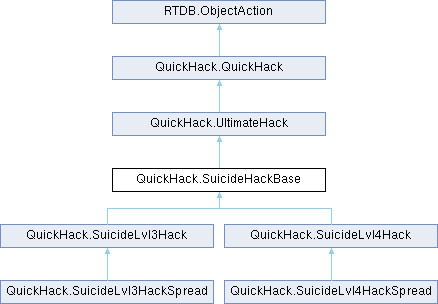 RTDB.ObjectAction
QuickHack.QuickHack
QuickHack.UltimateHack
QuickHack.SuicideHackBase
QuickHack.SuicideLvl3Hack
QuickHack.SuicideLvl4Hack
QuickHack.SuicideLvl3HackSpread
QuickHack.SuicideLvl4HackSpread